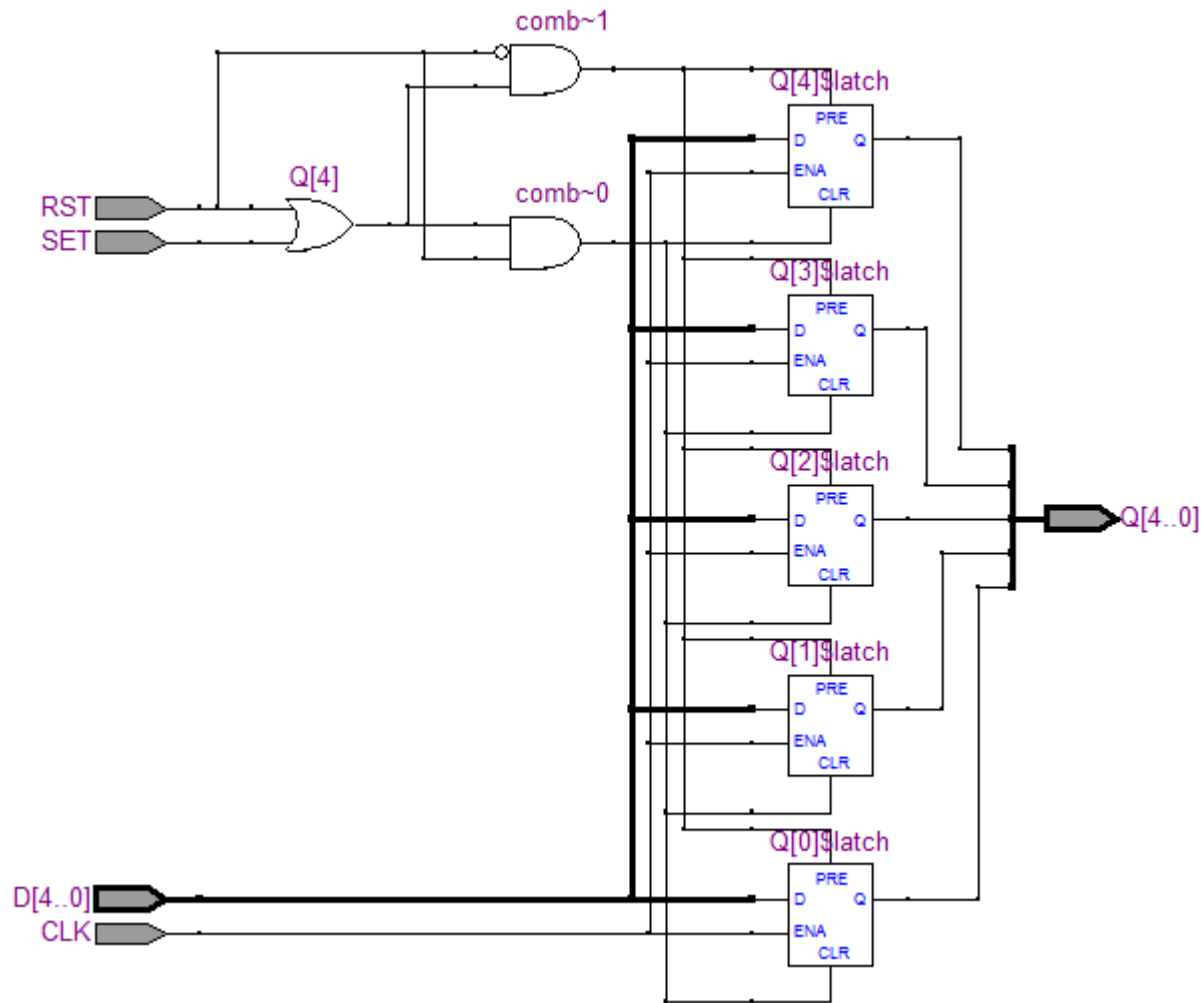 comb~1
Q[4]$latch
PRE
D Q
ENA
CLR
Q[4]
comb~0
RST
SET
Q[3]$latch
PRE
D Q
ENA
CLR
Q[2]$latch
PRE
D Q
ENA
CLR
Q[4..0]
Q[1]$latch
PRE
D Q
ENA
CLR
Q[0]$latch
PRE
D Q
ENA
CLR
D[4..0]
CLK